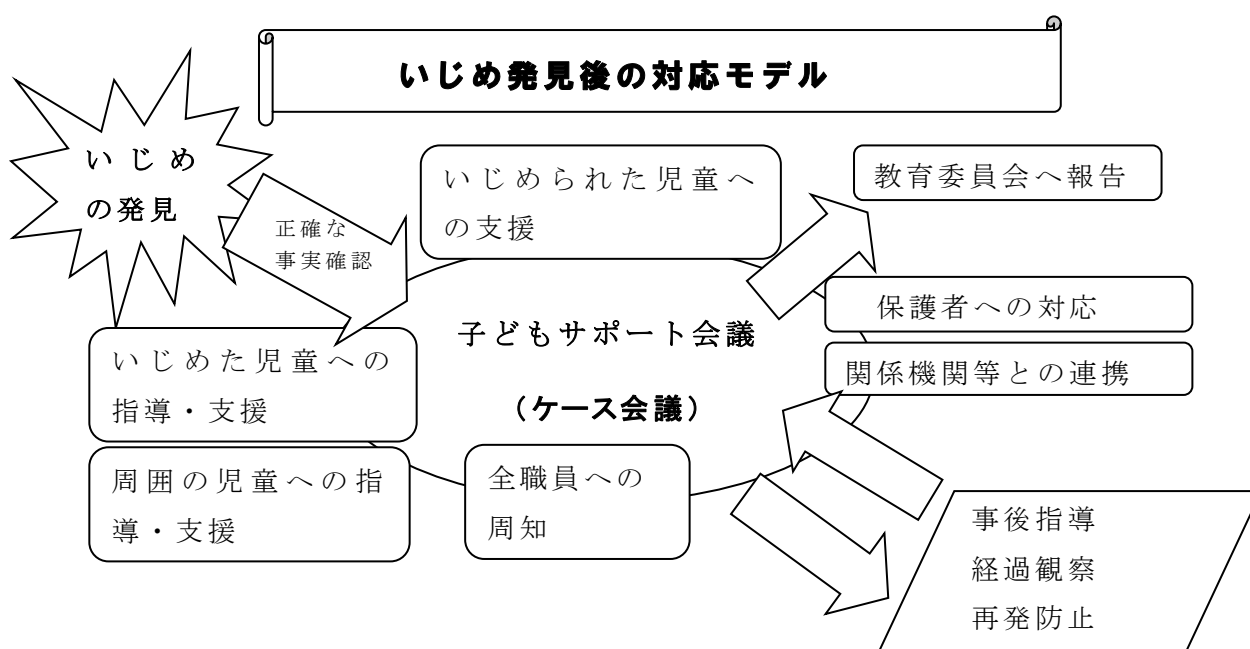 いじめ発見後の対応モデル
いじめ
の発見
正確な
事実確認
いじめられた児童へ
の支援
教育委員会へ報告
保護者への対応
関係機関等との連携
子どもサポート会議
（ケース会議）
いじめた児童への
指導・支援
周囲の児童への指
導・支援
全職員への
周知
事後指導
経過観察
再発防止